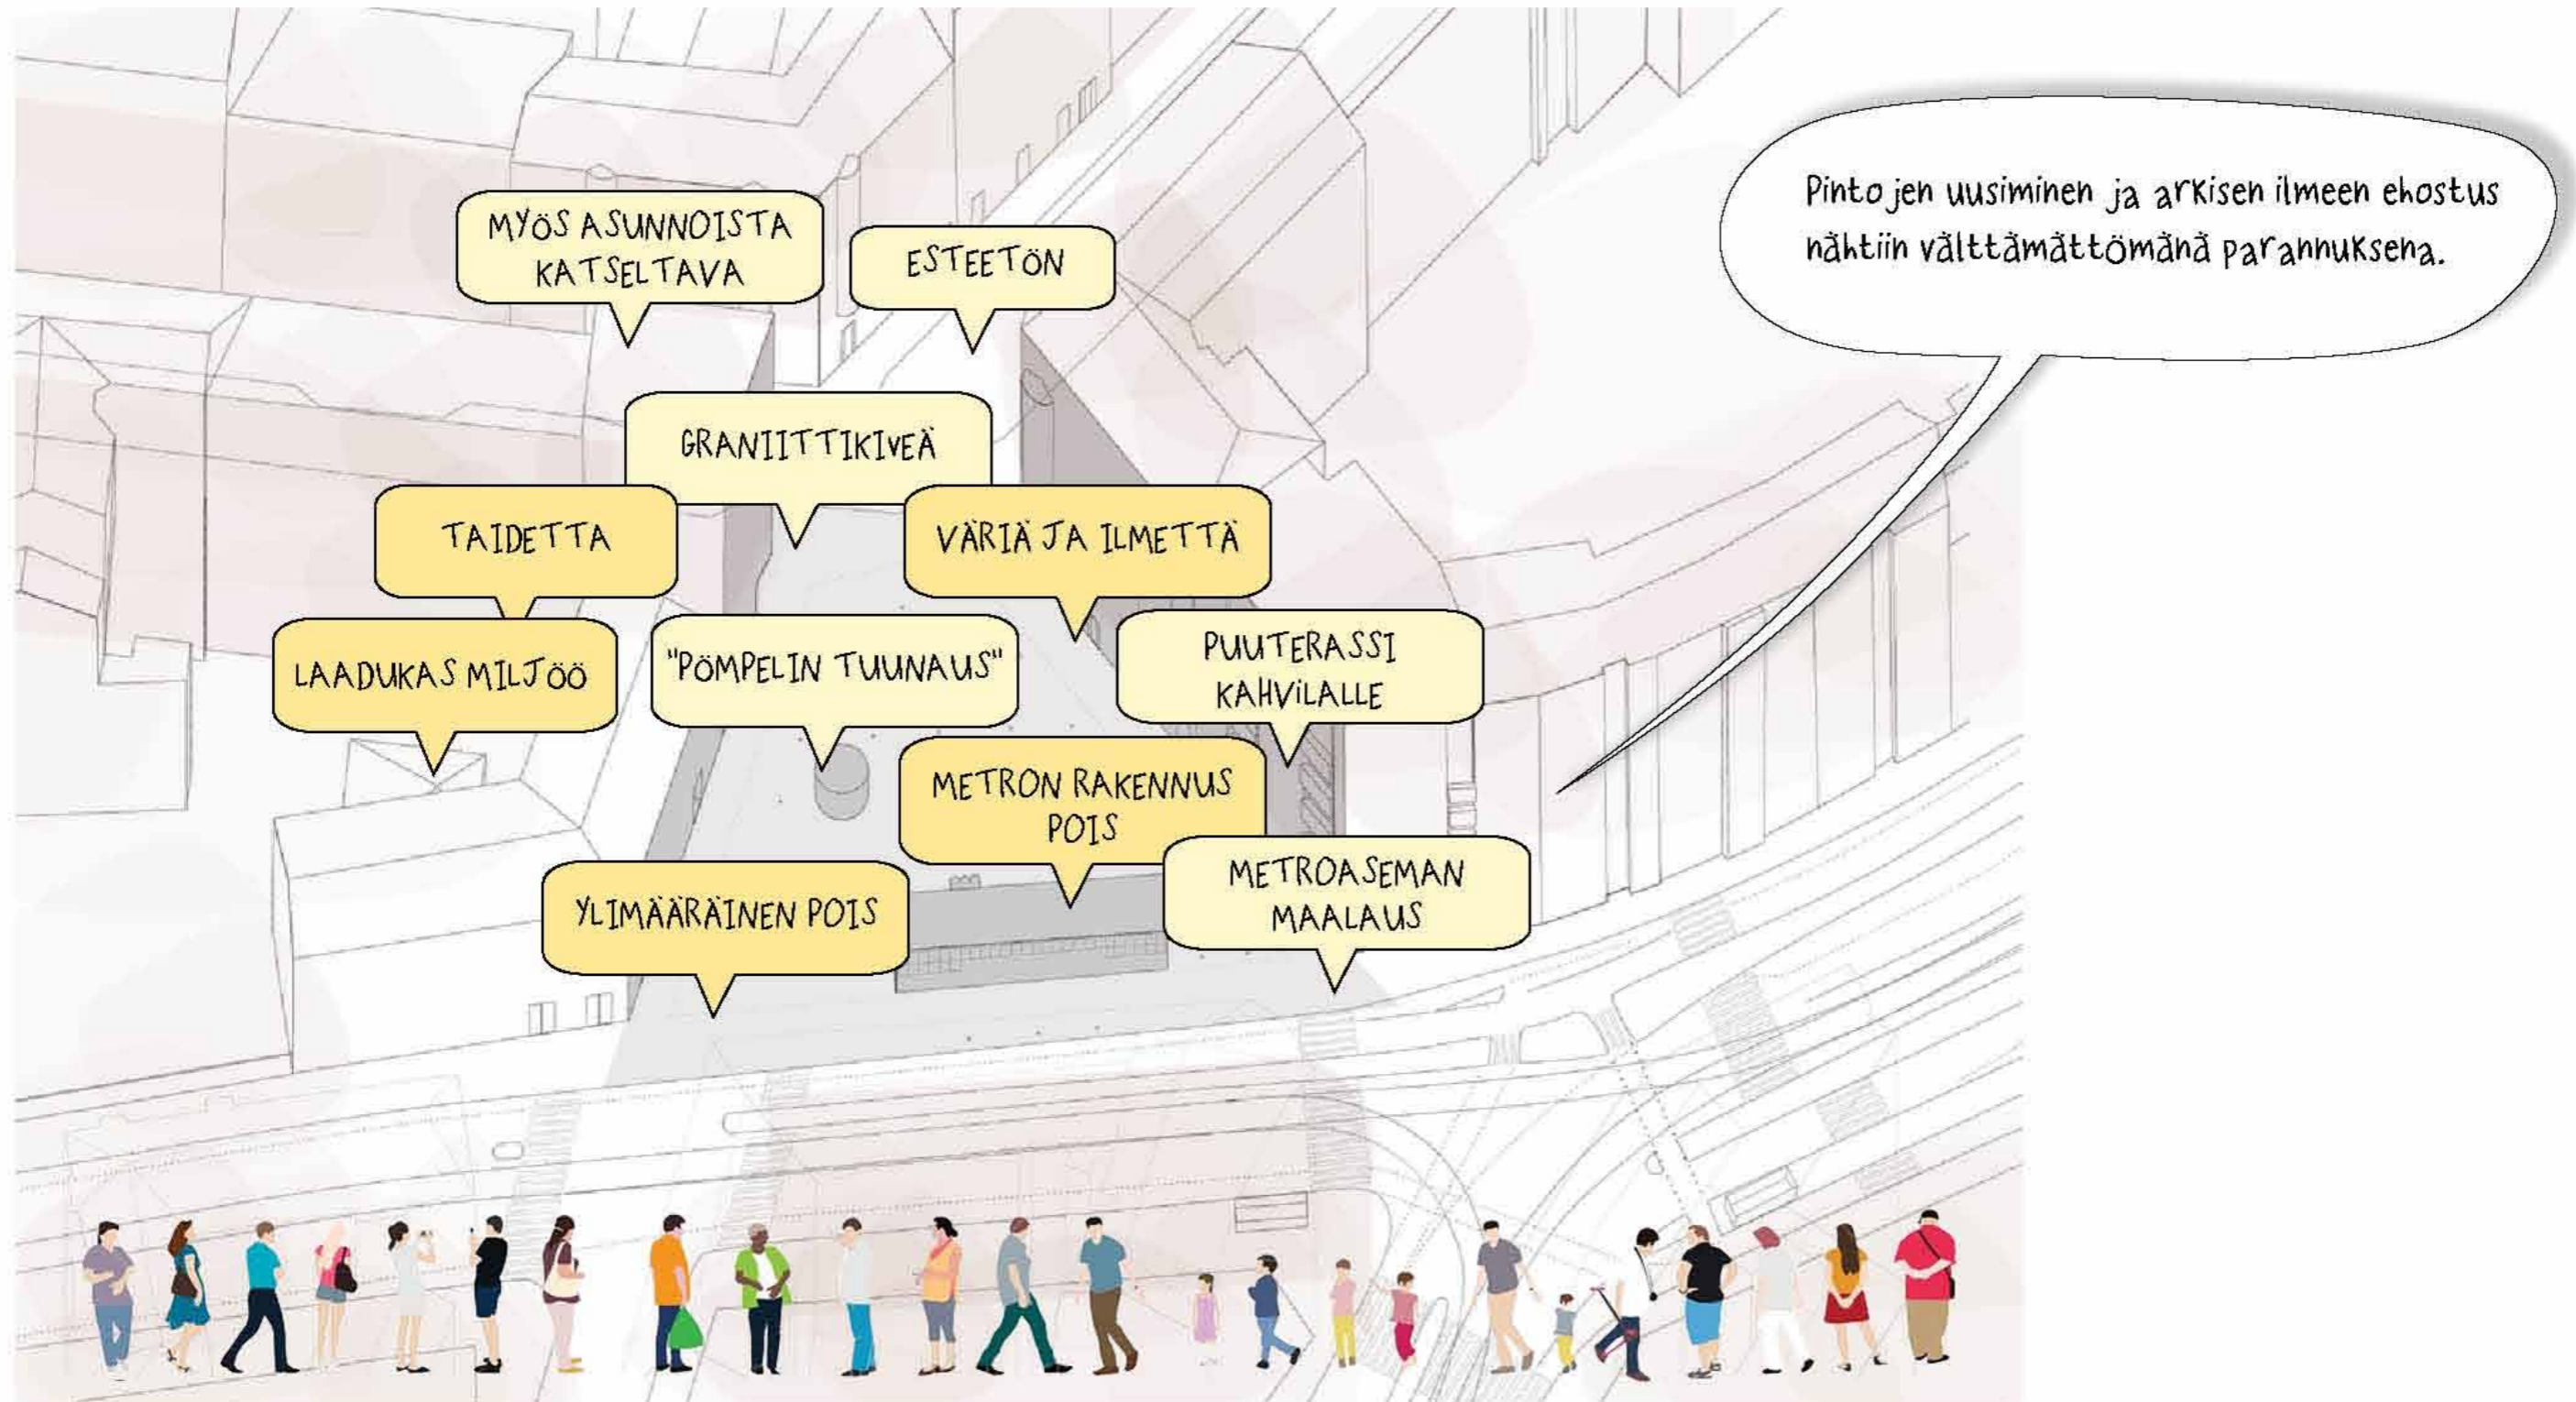 MYÖS ASUNNOISTA
KATSELTAVA
ESTEETÖN
Pintojen uusiminen ja arkisen ilmeen ehostus
nähtiin välttämättömänä parannuksena.
GRANIITTIKIVEÄ
TAIDETTA
VÄRIÄ JA ILMETTÄ
LAADUKAS MILJÖÖ
"PÖMPELIN TUUNAUS"
PUUTERASSI
KAHVILALLE
METRON RAKENNUS
POIS
METROASEMAN
MAALAUS
YLIMÄÄRÄINEN POIS